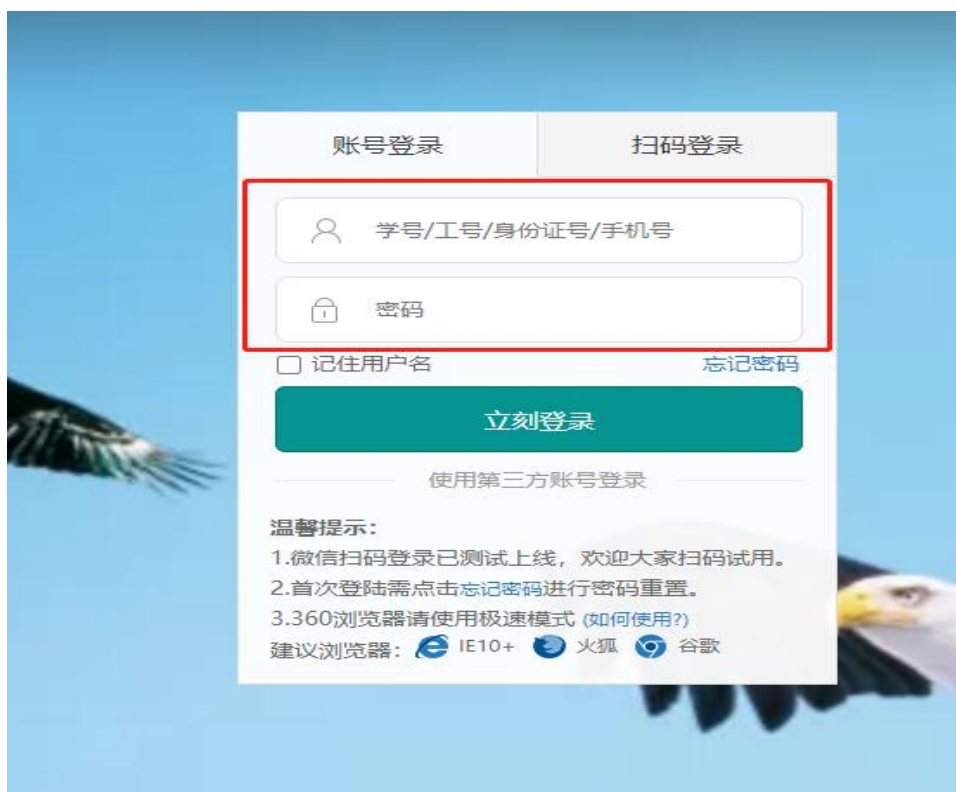 账号登录 扫码登录
学号/工号/身份证号/手机号
密码
记住用户名 忘记密码
立刻登录
使用第三方账号登录
温馨提示：
1.微信扫码登录已测试上线，欢迎大家扫码试用。
2.首次登陆需点击忘记密码进行密码重置。
3.360浏览器请使用极速模式 (如何使用?)
建议浏览器： IE10+ 火狐 谷歌